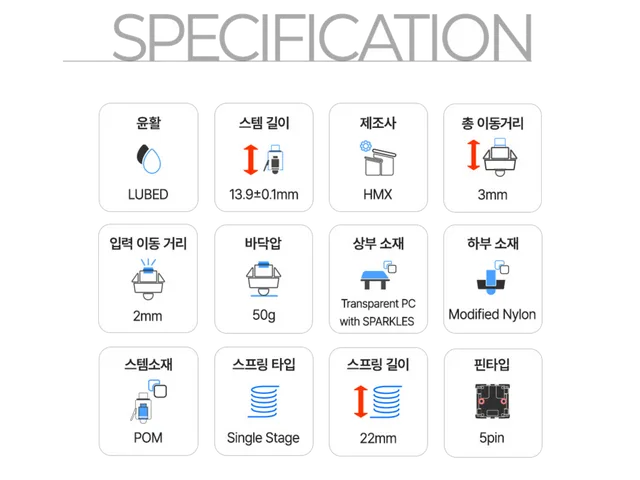 SPECIFICATION
윤활
LUBED
스템 길이
13.9±0.1mm
제조사
HMX
총 이동거리
3mm
입력 이동 거리
2mm
바닥압
50g
상부 소재
Transparent PC
with SPARKLES
하부 소재
Modified Nylon
스템소재
POM
스프링 타입
Single Stage
스프링 길이
22mm
핀타입
5pin